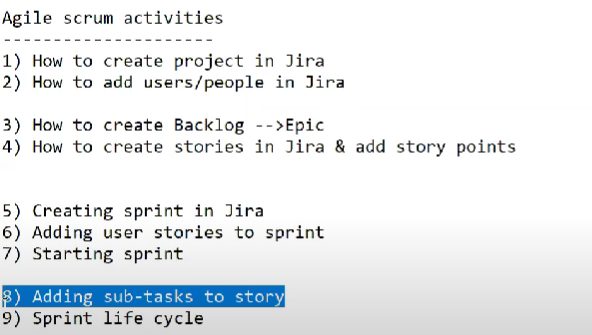 Agile scrum activities
---------------------
1) How to create project in Jira
2) How to add users/people in Jira
3) How to create Backlog -->Epic
4) How to create stories in Jira & add story points
5) Creating sprint in Jira
6) Adding user stories to sprint
7) Starting sprint
8) Adding sub-tasks to story
9) Sprint life cycle